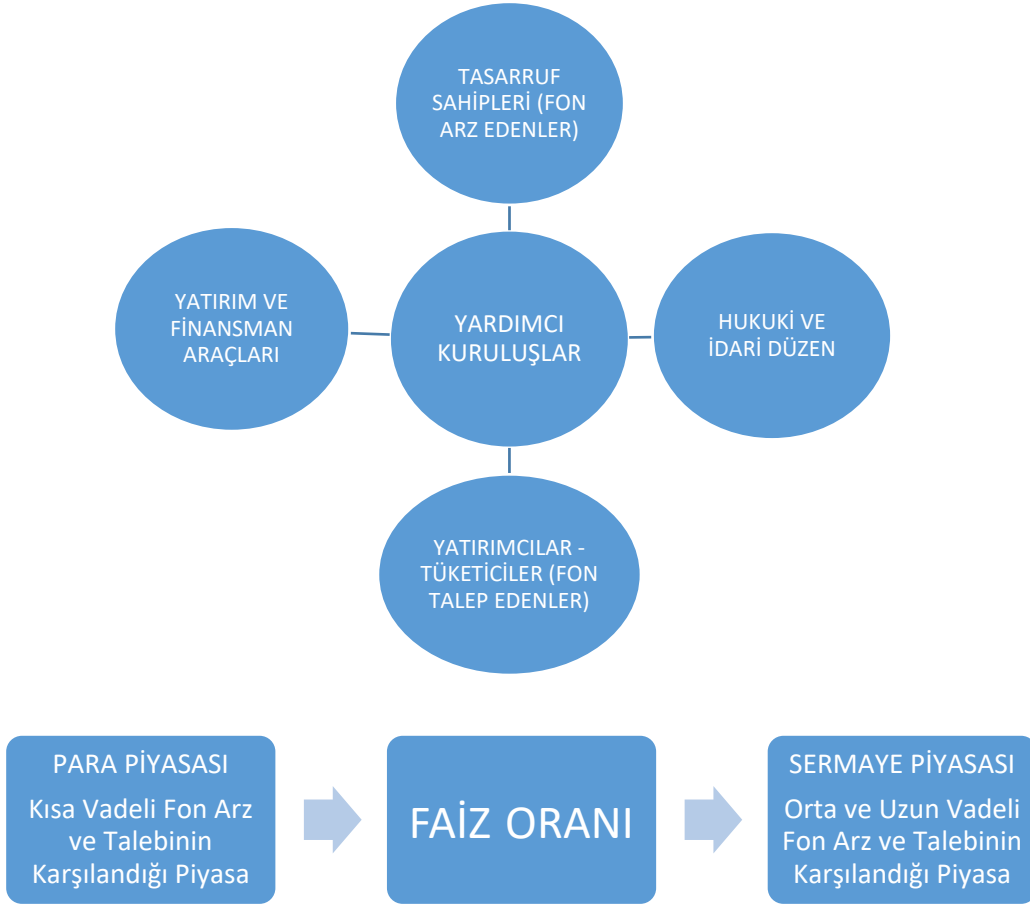 TASARRUF
SAHİPLERİ (FON
ARZ EDENLER)
YATIRIM VE
FİNANSMAN
ARAÇLARI
YARDIMCI
KURULUŞLAR
HUKUKİ VE
İDARİ DÜZEN
YATIRIMCILAR -
TÜKETİCİLER (FON
TALEP EDENLER)
PARA PİYASASI
Kısa Vadeli Fon Arz
ve Talebinin
Karşılandığı Piyasa
FAİZ ORANI
SERMAYE PİYASASI
Orta ve Uzun Vadeli
Fon Arz ve Talebinin
Karşılandığı Piyasa